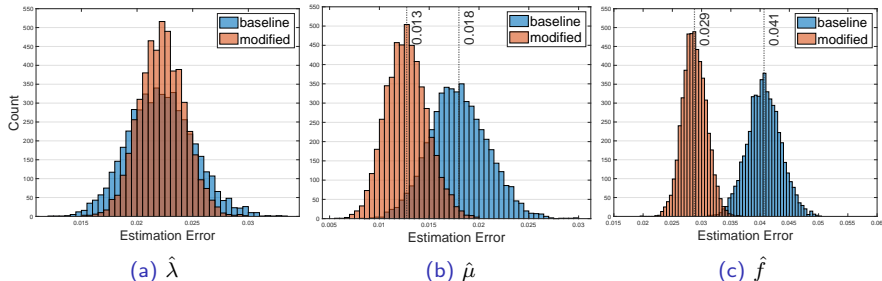 550
500
450
400
350
300
250
200
150
100
50
0
Count
0.015 0.02 0.025 0.03
Estimation Error
baseline
modified
(a) λ̂
550
500
450
400
350
300
250
200
150
100
50
0
0.005 0.01 0.015 0.02 0.025 0.03
Estimation Error
0.013
0.018
baseline
modified
(b) μ̂
550
500
450
400
350
300
250
200
150
100
50
0
0.015 0.02 0.025 0.03 0.035 0.04 0.045 0.05 0.055 0.06
Estimation Error
0.029
0.041
baseline
modified
(c) f̂